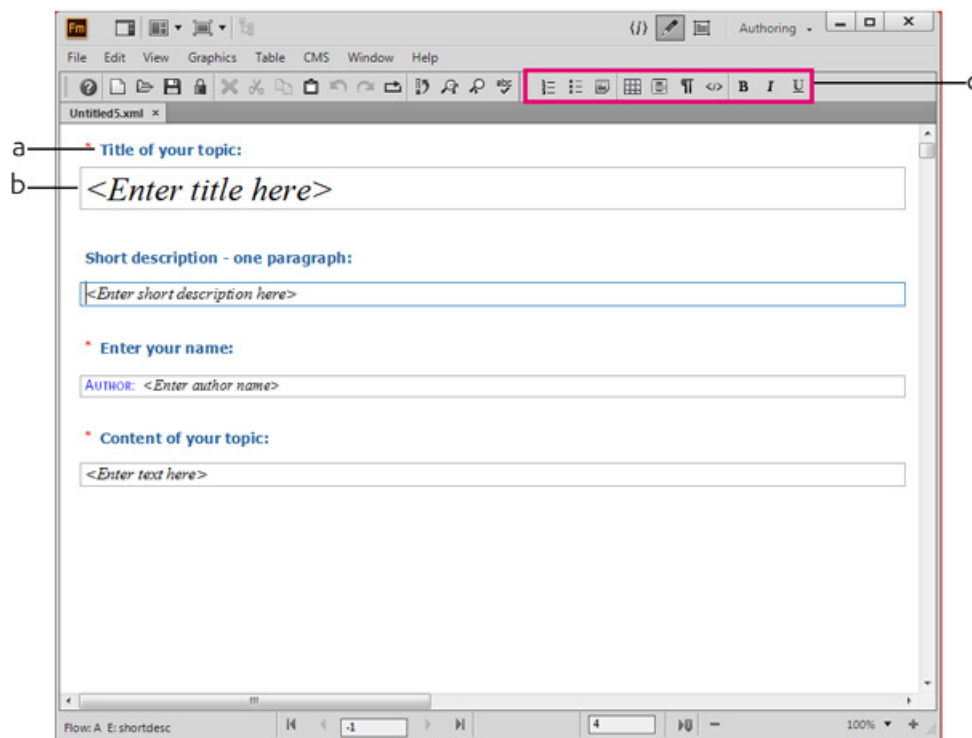 Fm
Authoring
File Edit View Graphics Table CMS Window Help
B I U
Untitled5.xml ×
a
* Title of your topic:
b
<Enter title here>
Short description - one paragraph:
<Enter short description here>
* Enter your name:
AUTHOR: <Enter author name>
* Content of your topic:
<Enter text here>
Flow: A E: shortdesc
-1
4
100%